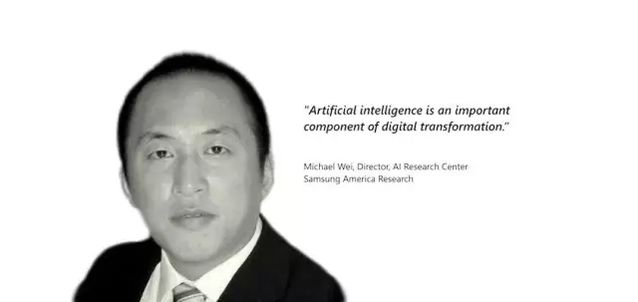 "Artificial intelligence is an important
component of digital transformation."
Michael Wei, Director, AI Research Center
Samsung America Research